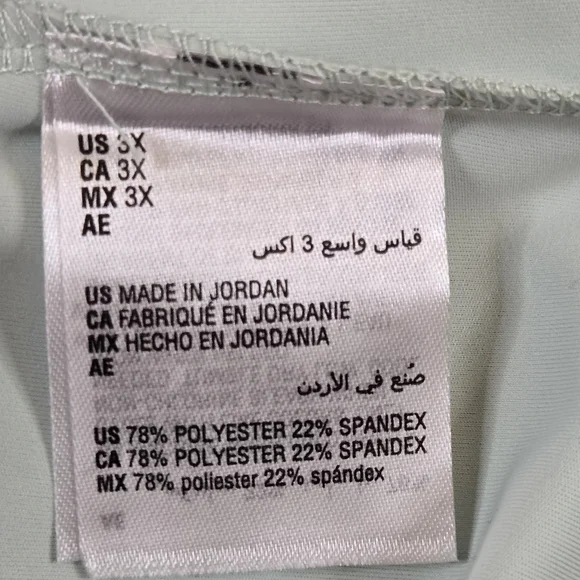 US 3X
CA 3X
MX 3X
AE
قياس واسع 3 اكس
US MADE IN JORDAN
CA FABRIQUÉ EN JORDANIE
MX HECHO EN JORDANIA
AE
صُنع في الأردن
US 78% POLYESTER 22% SPANDEX
CA 78% POLYESTER 22% SPANDEX
MX 78% poliester 22% spándex